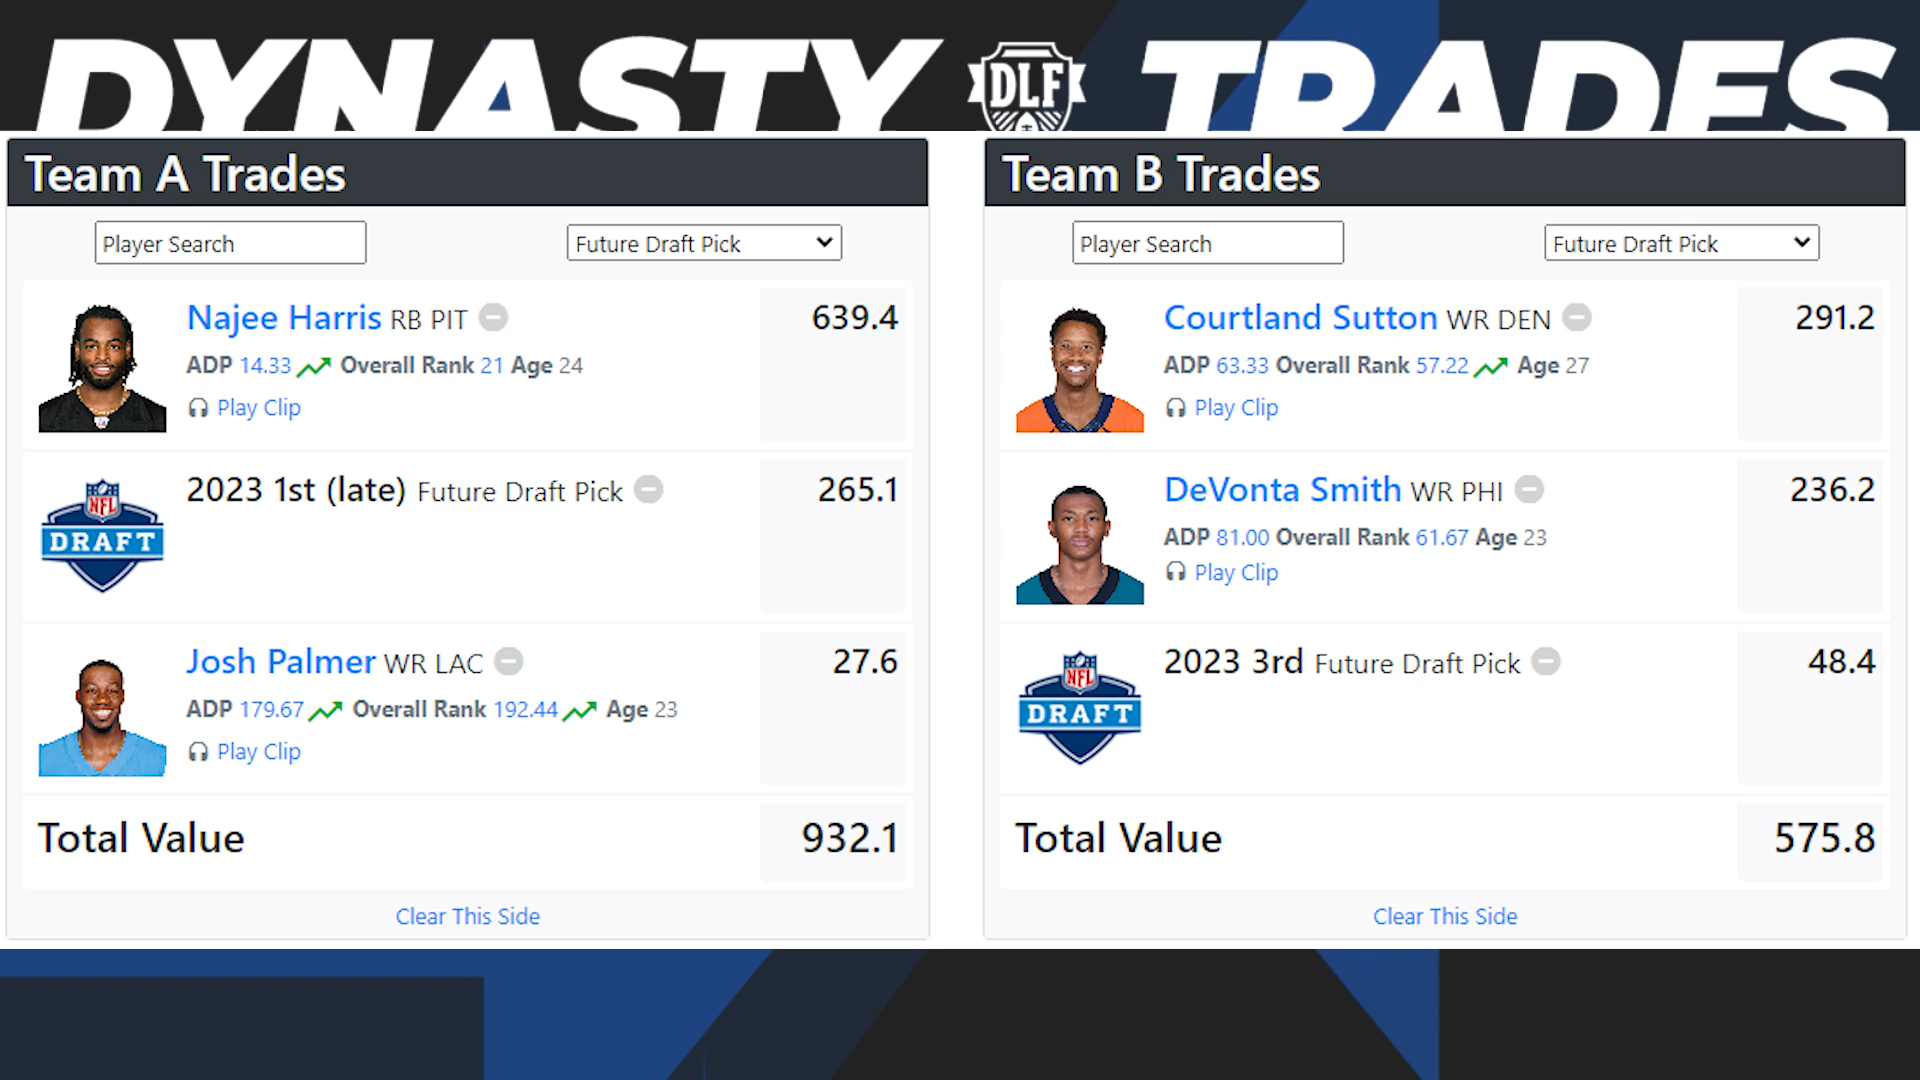 DYNASTY DLF TRADES
Team A Trades
Player Search
Future Draft Pick
Najee Harris RB PIT
639.4
ADP 14.33 Overall Rank 21 Age 24
Play Clip
NFL
DRAFT
2023 1st (late) Future Draft Pick
265.1
Josh Palmer WR LAC
27.6
ADP 179.67 Overall Rank 192.44 Age 23
Play Clip
Total Value
932.1
Clear This Side
Team B Trades
Player Search
Future Draft Pick
Courtland Sutton WR DEN
291.2
ADP 63.33 Overall Rank 57.22 Age 27
Play Clip
DeVonta Smith WR PHI
236.2
ADP 81.00 Overall Rank 61.67 Age 23
Play Clip
NFL
DRAFT
2023 3rd Future Draft Pick
48.4
Total Value
575.8
Clear This Side